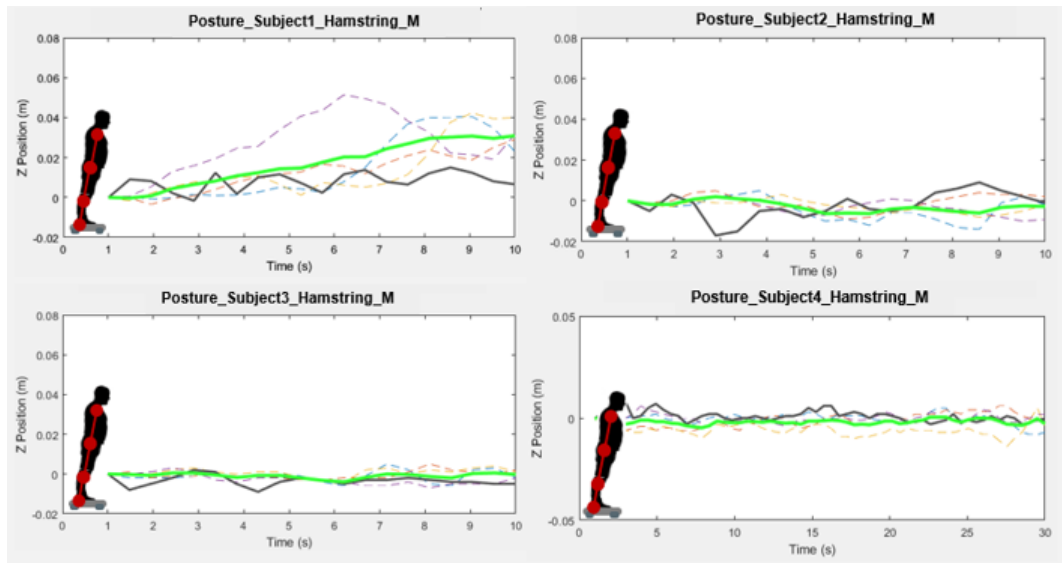 Posture_Subject1_Hamstring_M
0.08
0.06
0.04
0.02
0
-0.02
Z Position (m)
0 1 2 3 4 5 6 7 8 9 10
Time (s)
Posture_Subject2_Hamstring_M
0.08
0.06
0.04
0.02
0
-0.02
Z Position (m)
0 1 2 3 4 5 6 7 8 9 10
Time (s)
Posture_Subject3_Hamstring_M
0.08
0.06
0.04
0.02
0
-0.02
Z Position (m)
0 1 2 3 4 5 6 7 8 9 10
Time (s)
Posture_Subject4_Hamstring_M
0.05
0
-0.05
Z Position (m)
0 5 10 15 20 25 30
Time (s)